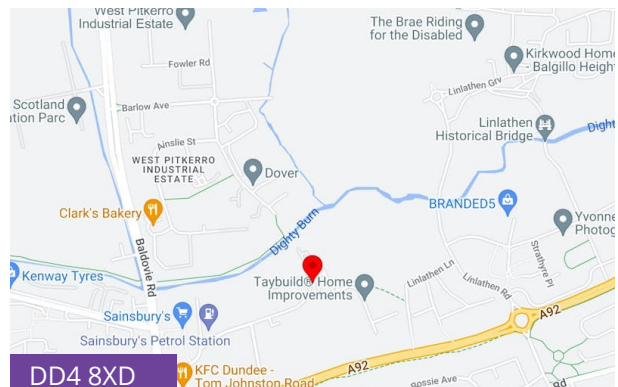 West Pitkerro
Industrial Estate
The Brae Riding
for the Disabled
Kirkwood Home
- Balgillo Height
Fowler Rd
Linlathen Grv
Scotland
ation Parc
Barlow Ave
Linlathen
Historical Bridge
Dight
Ainslie St
WEST PITKERRO
INDUSTRIAL
ESTATE
Dover
Clark's Bakery
BRANDED5
Dighty Burn
Yvonne
Photog
Baldovie Rd
Strathyre Pl
Kenway Tyres
Taybuild® Home
Improvements
Linlathen Ln
Linlathen Rd
Sainsbury's
A92
Sainsbury's Petrol Station
DD4 8XD
KFC Dundee -
Tom Johnston Road
A92
Rossie Ave